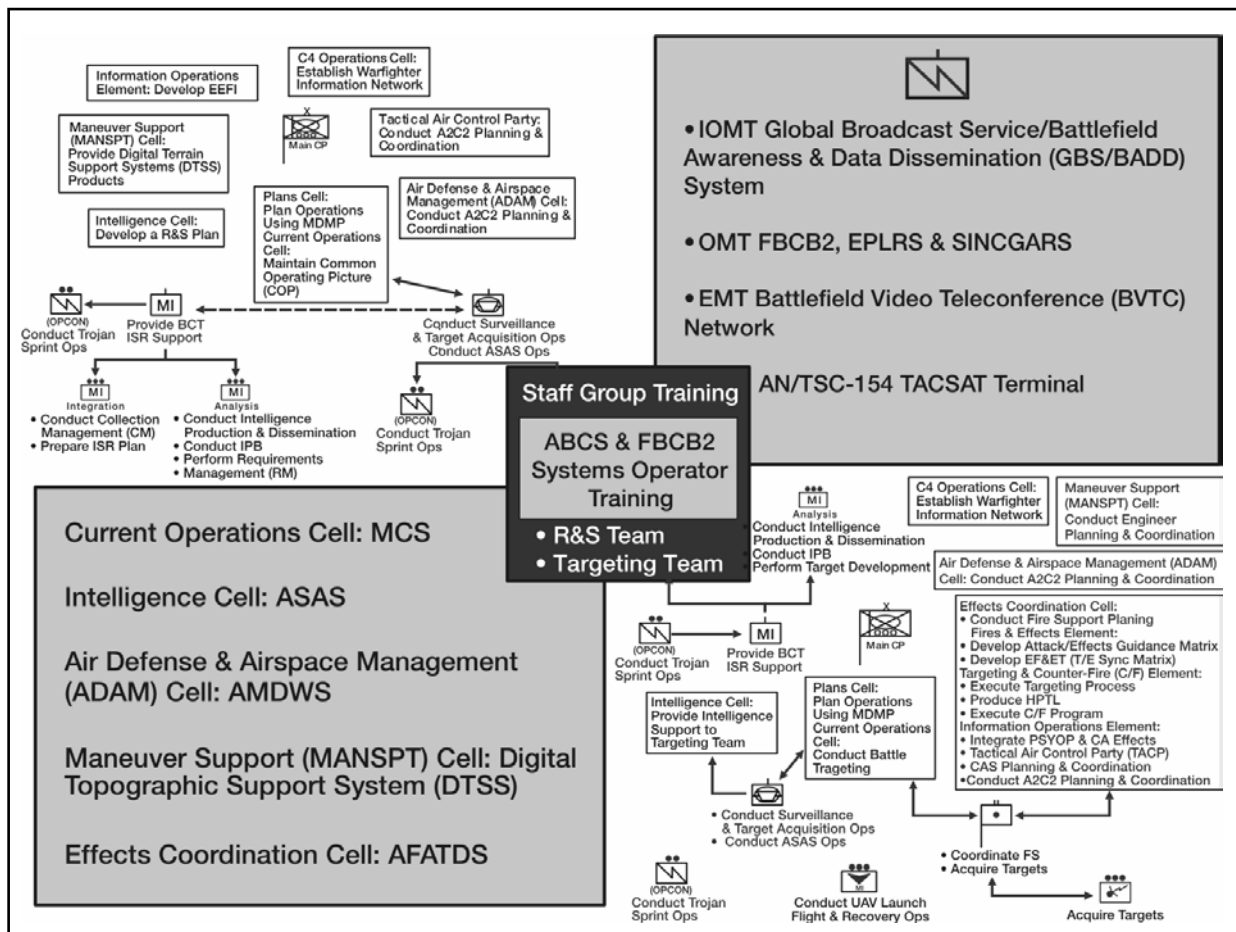 Information Operations
Element: Develop EEFI
C4 Operations Cell:
Establish Warfighter
Information Network
Maneuver Support
(MANSPT) Cell:
Provide Digital Terrain
Support Systems (DTSS)
Products
X
Main CP
Tactical Air Control Party:
Conduct A2C2 Planning &
Coordination
Intelligence Cell:
Develop a R&S Plan
Plans Cell:
Plan Operations
Using MDMP
Current Operations
Cell:
Maintain Common
Operating Picture
(COP)
Air Defense & Airspace
Management (ADAM) Cell:
Conduct A2C2 Planning &
Coordination
(OPCON)
Conduct Trojan
Sprint Ops
MI
Provide BCT
ISR Support
Conduct Surveillance
& Target Acquisition Ops
Conduct ASAS Ops
MI
Integration
• Conduct Collection
Management (CM)
• Prepare ISR Plan
MI
Analysis
• Conduct Intelligence
Production & Dissemination
• Conduct IPB
• Perform Requirements
• Management (RM)
(OPCON)
Conduct Trojan
Sprint Ops
• IOMT Global Broadcast Service/Battlefield
Awareness & Data Dissemination (GBS/BADD)
System
• OMT FBCB2, EPLRS & SINCGARS
• EMT Battlefield Video Teleconference (BVTC)
Network
AN/TSC-154 TACSAT Terminal
Staff Group Training
ABCS & FBCB2
Systems Operator
Training
• R&S Team
• Targeting Team
Current Operations Cell: MCS
Intelligence Cell: ASAS
Air Defense & Airspace Management
(ADAM) Cell: AMDWS
Maneuver Support (MANSPT) Cell: Digital
Topographic Support System (DTSS)
Effects Coordination Cell: AFATDS
MI
Analysis
• Conduct Intelligence
Production & Dissemination
• Conduct IPB
• Perform Target Development
C4 Operations Cell:
Establish Warfighter
Information Network
Maneuver Support
(MANSPT) Cell:
Conduct Engineer
Planning & Coordination
Air Defense & Airspace Management (ADAM)
Cell: Conduct A2C2 Planning & Coordination
(OPCON)
Conduct Trojan
Sprint Ops
MI
Provide BCT
ISR Support
X
Main CP
Effects Coordination Cell:
• Conduct Fire Support Planing
Fires & Effects Element:
• Develop Attack/Effects Guidance Matrix
• Develop EF&ET (T/E Sync Matrix)
Targeting & Counter-Fire (C/F) Element:
• Execute Targeting Process
• Produce HPTL
• Execute C/F Program
Information Operations Element:
• Integrate PSYOP & CA Effects
• Tactical Air Control Party (TACP)
• CAS Planning & Coordination
• Conduct A2C2 Planning & Coordination
Intelligence Cell:
Provide Intelligence
Support to
Targeting Team
Plans Cell:
Plan Operations
Using MDMP
Current Operations
Cell:
Conduct Battle
Trageting
• Conduct Surveillance
& Target Acquisition Ops
• Conduct ASAS Ops
• Coordinate FS
• Acquire Targets
(OPCON)
Conduct Trojan
Sprint Ops
MI
Conduct UAV Launch
Flight & Recovery Ops
Acquire Targets